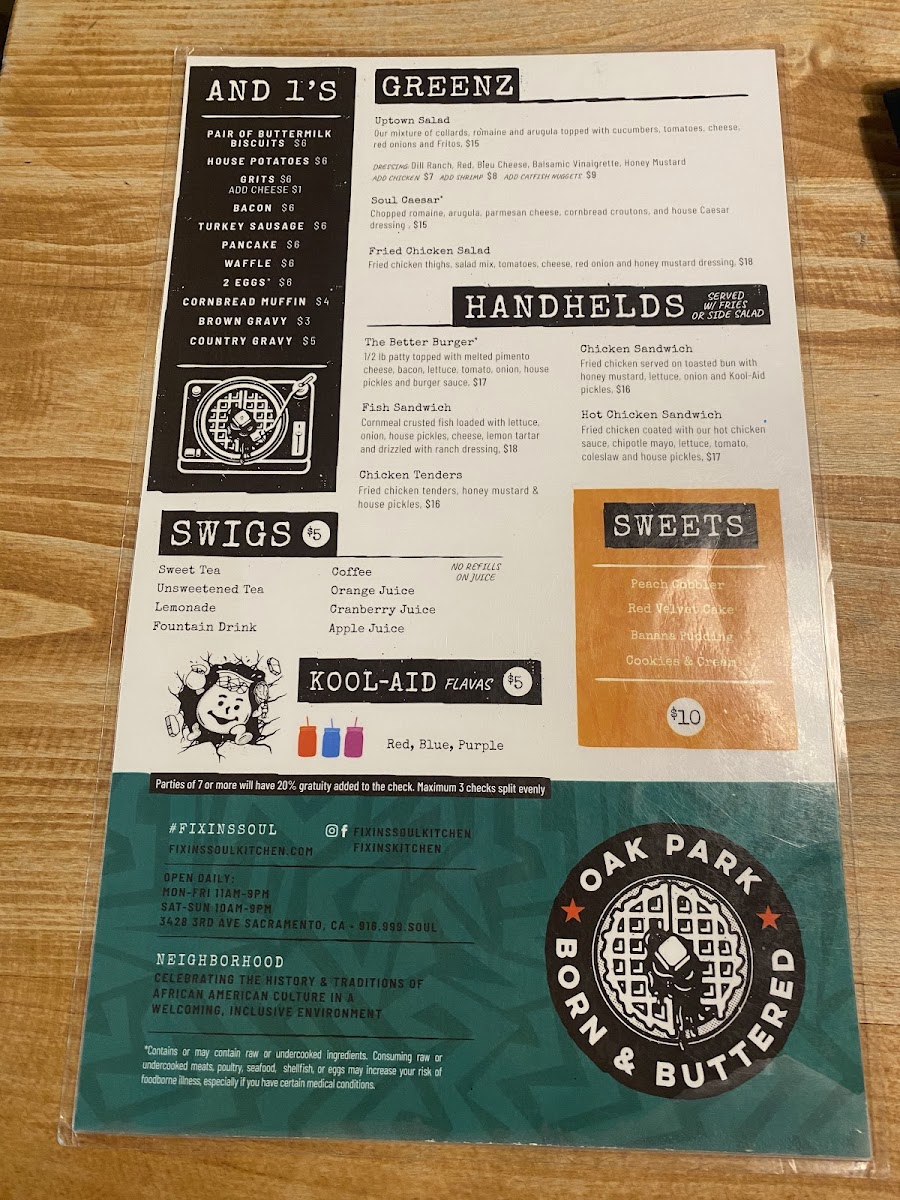 AND 1'S
PAIR OF BUTTERMILK
BISCUITS $6
HOUSE POTATOES $6
GRITS $6
ADD CHEESE $1
BACON $6
TURKEY SAUSAGE $6
PANCAKE $6
WAFFLE $6
2 EGGS* $6
CORNBREAD MUFFIN $4
BROWN GRAVY $3
COUNTRY GRAVY $5
GREENZ
Uptown Salad
Our mixture of collards, romaine and arugula topped with cucumbers, tomatoes, cheese,
red onions and Fritos, $15
DRESSING: Dill Ranch, Red, Bleu Cheese, Balsamic Vinaigrette, Honey Mustard
ADD CHICKEN $7 ADD SHRIMP $8 ADD CATFISH NUGGETS $9
Soul Caesar*
Chopped romaine, arugula, parmesan cheese, cornbread croutons, and house Caesar
dressing , $15
Fried Chicken Salad
Fried chicken thighs, salad mix, tomatoes, cheese, red onion and honey mustard dressing, $18
HANDHELDS
SERVED
W/ FRIES
OR SIDE SALAD
The Better Burger*
1/2 lb patty topped with melted pimento
cheese, bacon, lettuce, tomato, onion, house
pickles and burger sauce, $17
Fish Sandwich
Cornmeal crusted fish loaded with lettuce,
onion, house pickles, cheese, lemon tartar
and drizzled with ranch dressing, $18
Chicken Tenders
Fried chicken tenders, honey mustard &
house pickles, $16
Chicken Sandwich
Fried chicken served on toasted bun with
honey mustard, lettuce, onion and Kool-Aid
pickles, $16
Hot Chicken Sandwich
Fried chicken coated with our hot chicken
sauce, chipotle mayo, lettuce, tomato,
coleslaw and house pickles, $17
SWIGS $5
Sweet Tea
Unsweetened Tea
Lemonade
Fountain Drink
Coffee
Orange Juice
Cranberry Juice
Apple Juice
NO REFILLS
ON JUICE
KOOL-AID FLAVAS $5
Red, Blue, Purple
SWEETS
Peach Cobbler
Red Velvet Cake
Banana Pudding
Cookies & Cream
$10
Parties of 7 or more will have 20% gratuity added to the check. Maximum 3 checks split evenly
#FIXINSSOUL
FIXINSSOULKITCHEN.COM
FIXINSSOULKITCHEN
FIXINSKITCHEN
OPEN DAILY:
MON-FRI 11AM-9PM
SAT-SUN 10AM-9PM
3428 3RD AVE SACRAMENTO, CA • 916.999.SOUL
NEIGHBORHOOD
CELEBRATING THE HISTORY & TRADITIONS OF
AFRICAN AMERICAN CULTURE IN A
WELCOMING, INCLUSIVE ENVIRONMENT
*Contains or may contain raw or undercooked ingredients. Consuming raw or
undercooked meats, poultry, seafood, shellfish, or eggs may increase your risk of
foodborne illness, especially if you have certain medical conditions.
OAK PARK
BORN & BUTTERED